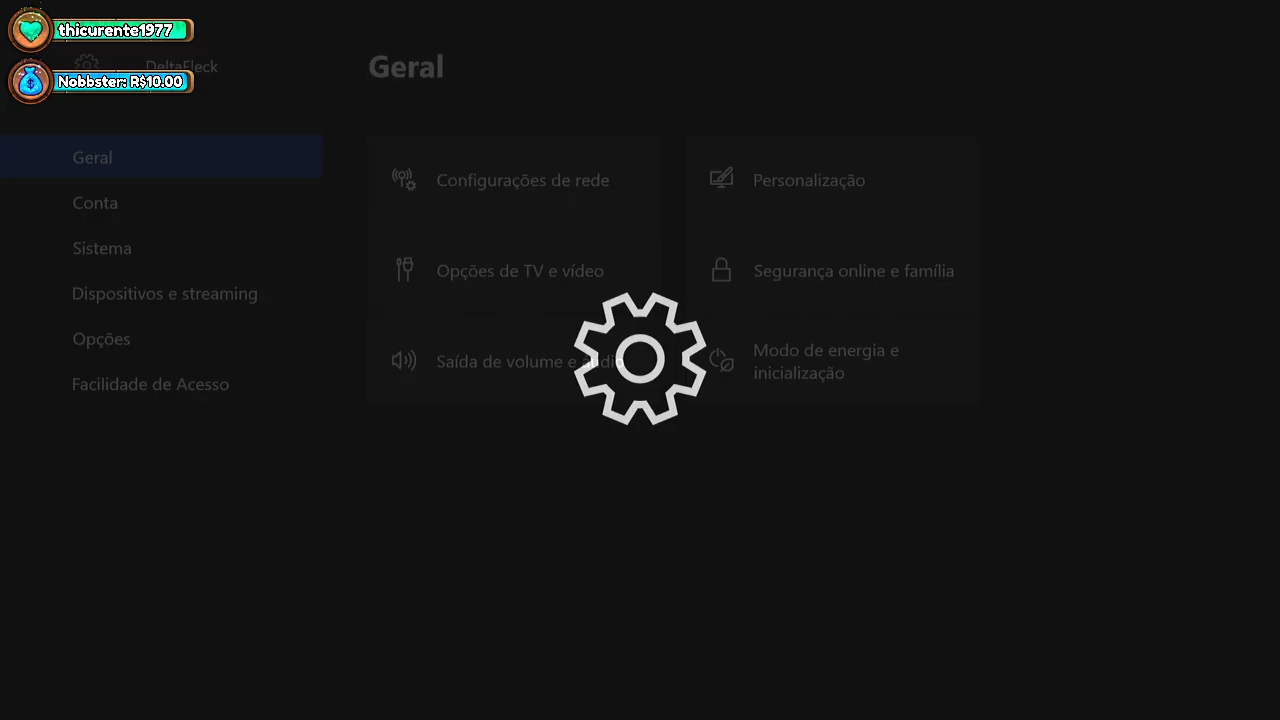 thicurente1977
DeltaFleck
Nobbster: R$10.00
Geral
Geral
Conta
Sistema
Dispositivos e streaming
Opções
Facilidade de Acesso
Configurações de rede
Personalização
Opções de TV e vídeo
Segurança online e família
Saída de volume e áudio
Modo de energia e
inicialização